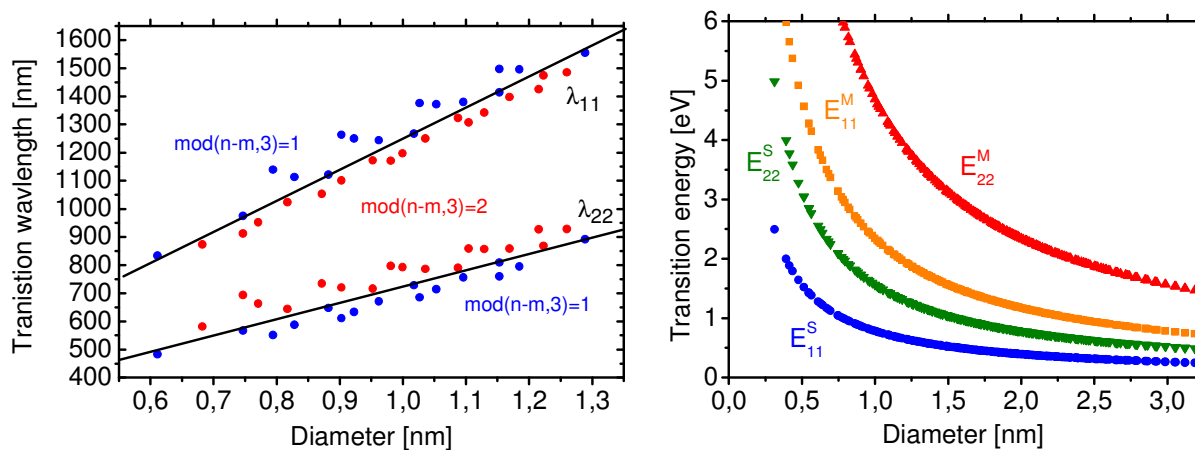 Tranistion wavlength [nm]
1600
1500
1400
1300
1200
1100
1000
900
800
700
600
500
400
mod(n-m,3)=1
λ11
mod(n-m,3)=2
λ22
mod(n-m,3)=1
0,6 0,7 0,8 0,9 1,0 1,1 1,2 1,3
Diameter [nm]
Transition energy [eV]
6
5
4
3
2
1
0
E11M
E22S
E22M
E11S
0 0,5 1,0 1,5 2,0 2,5 3,0
Diameter [nm]